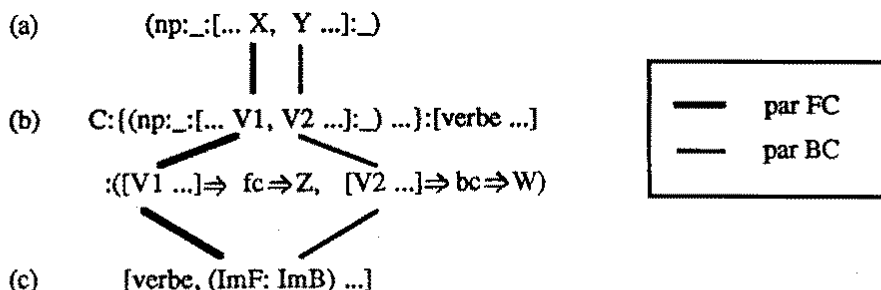 (a) (np:_:[... X, Y ...]:_)
(b) C:{(np:_:[... V1, V2 ...]:_) ...}:[verbe ...]
:([V1 ...]⇒ fc⇒Z, [V2 ...]⇒bc⇒W)
(c) [verbe, (ImF: ImB) ...]
par FC
par BC